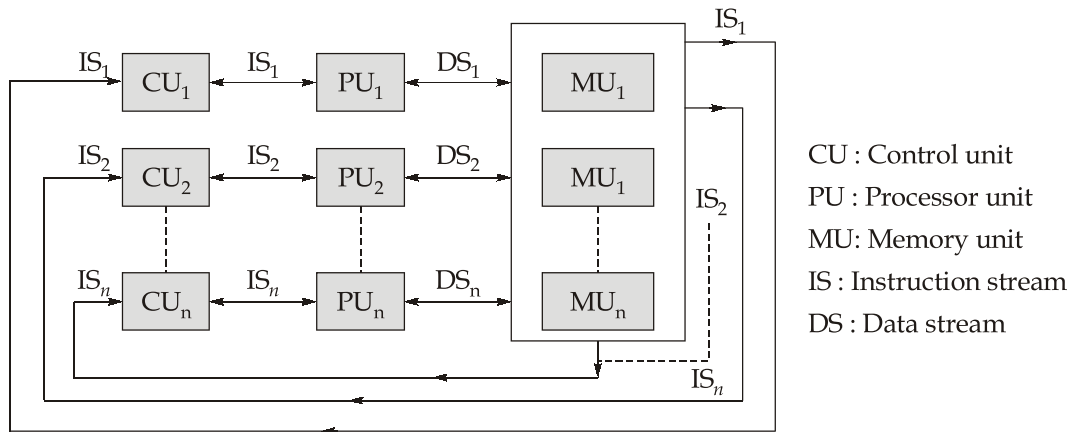 IS₁
IS₁ CU₁ IS₁ PU₁ DS₁ MU₁
IS₂ CU₂ IS₂ PU₂ DS₂ MU₁
IS₂
ISₙ CUₙ ISₙ PUₙ DSₙ MUₙ
ISₙ
CU : Control unit
PU : Processor unit
MU: Memory unit
IS : Instruction stream
DS : Data stream